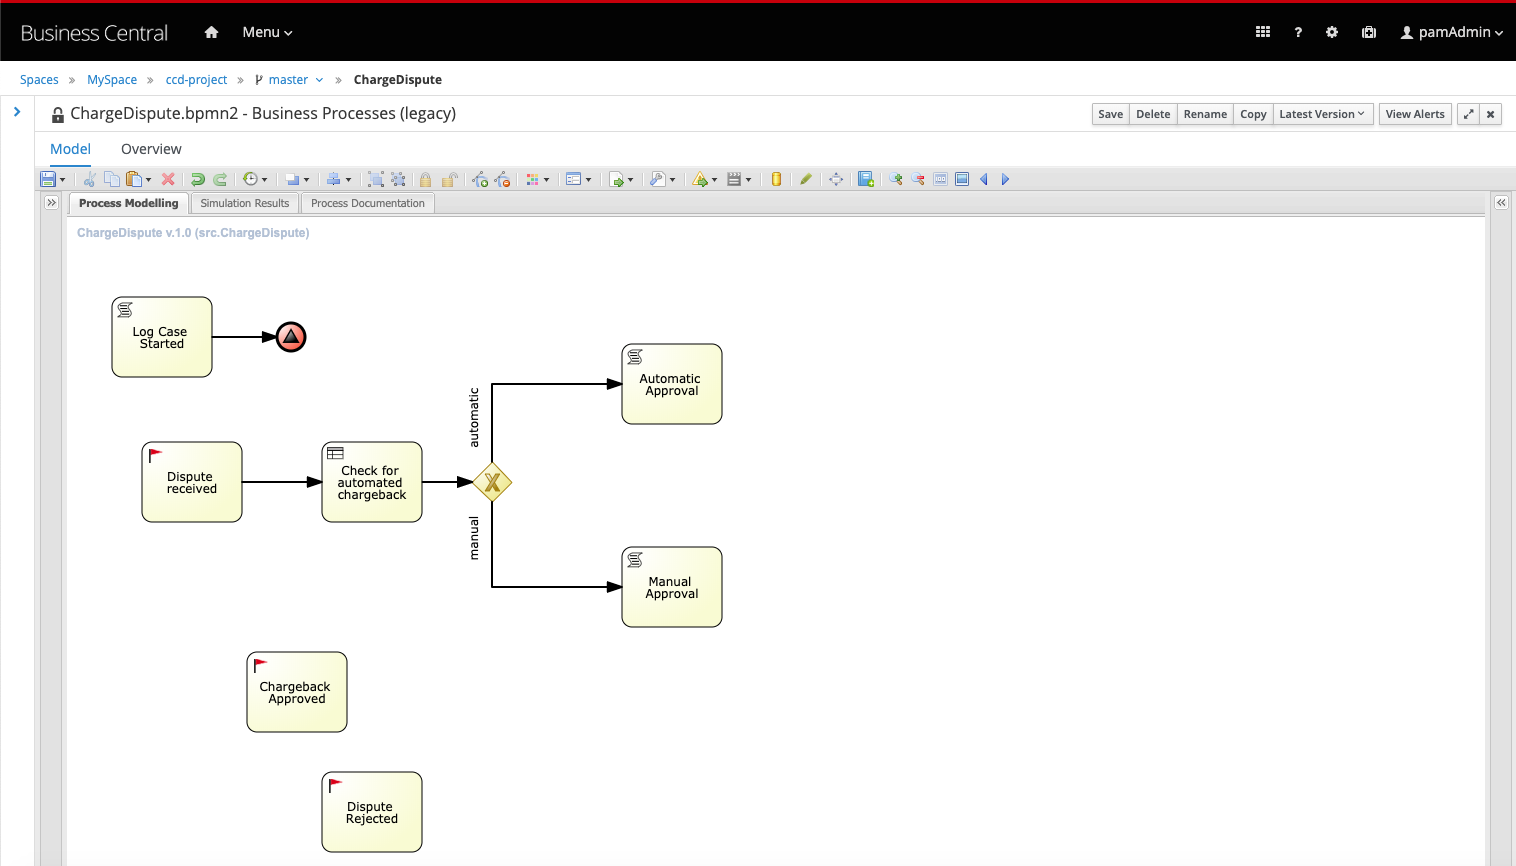 Business Central
Menu
?
pamAdmin
Spaces » MySpace » ccd-project » master » ChargeDispute
ChargeDispute.bpmn2 - Business Processes (legacy)
Save Delete Rename Copy Latest Version View Alerts
Model Overview
Process Modelling Simulation Results Process Documentation
ChargeDispute v.1.0 (src.ChargeDispute)
Log Case
Started
Automatic
Approval
automatic
Dispute
received
Check for
automated
chargeback
X
manual
Manual
Approval
Chargeback
Approved
Dispute
Rejected